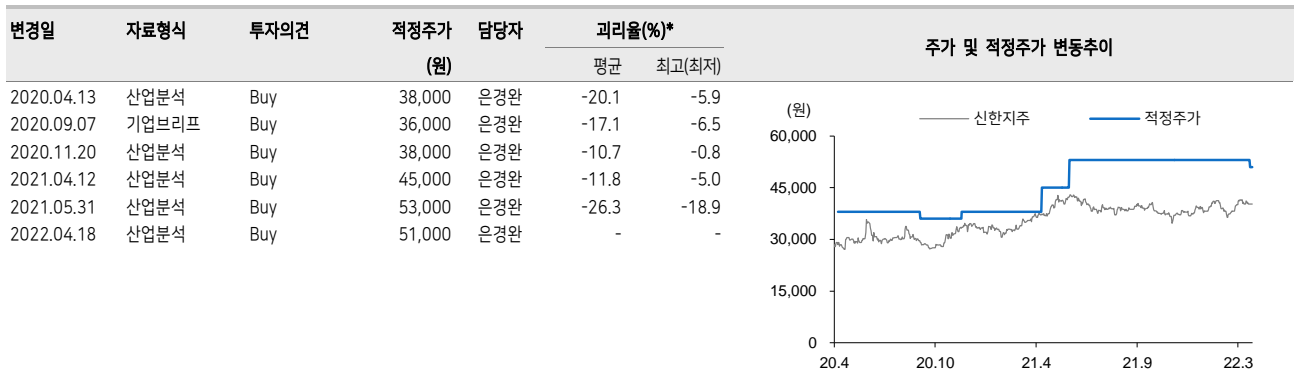 변경일 자료형식 투자의견 적정주가 담당자 괴리율(%)*
(원) 평균 최고(최저)
2020.04.13 산업분석 Buy 38,000 은경완 -20.1 -5.9
2020.09.07 기업브리프 Buy 36,000 은경완 -17.1 -6.5
2020.11.20 산업분석 Buy 38,000 은경완 -10.7 -0.8
2021.04.12 산업분석 Buy 45,000 은경완 -11.8 -5.0
2021.05.31 산업분석 Buy 53,000 은경완 -26.3 -18.9
2022.04.18 산업분석 Buy 51,000 은경완 - -
주가 및 적정주가 변동추이
(원)
신한지주 적정주가
60,000
45,000
30,000
15,000
0
20.4 20.10 21.4 21.9 22.3